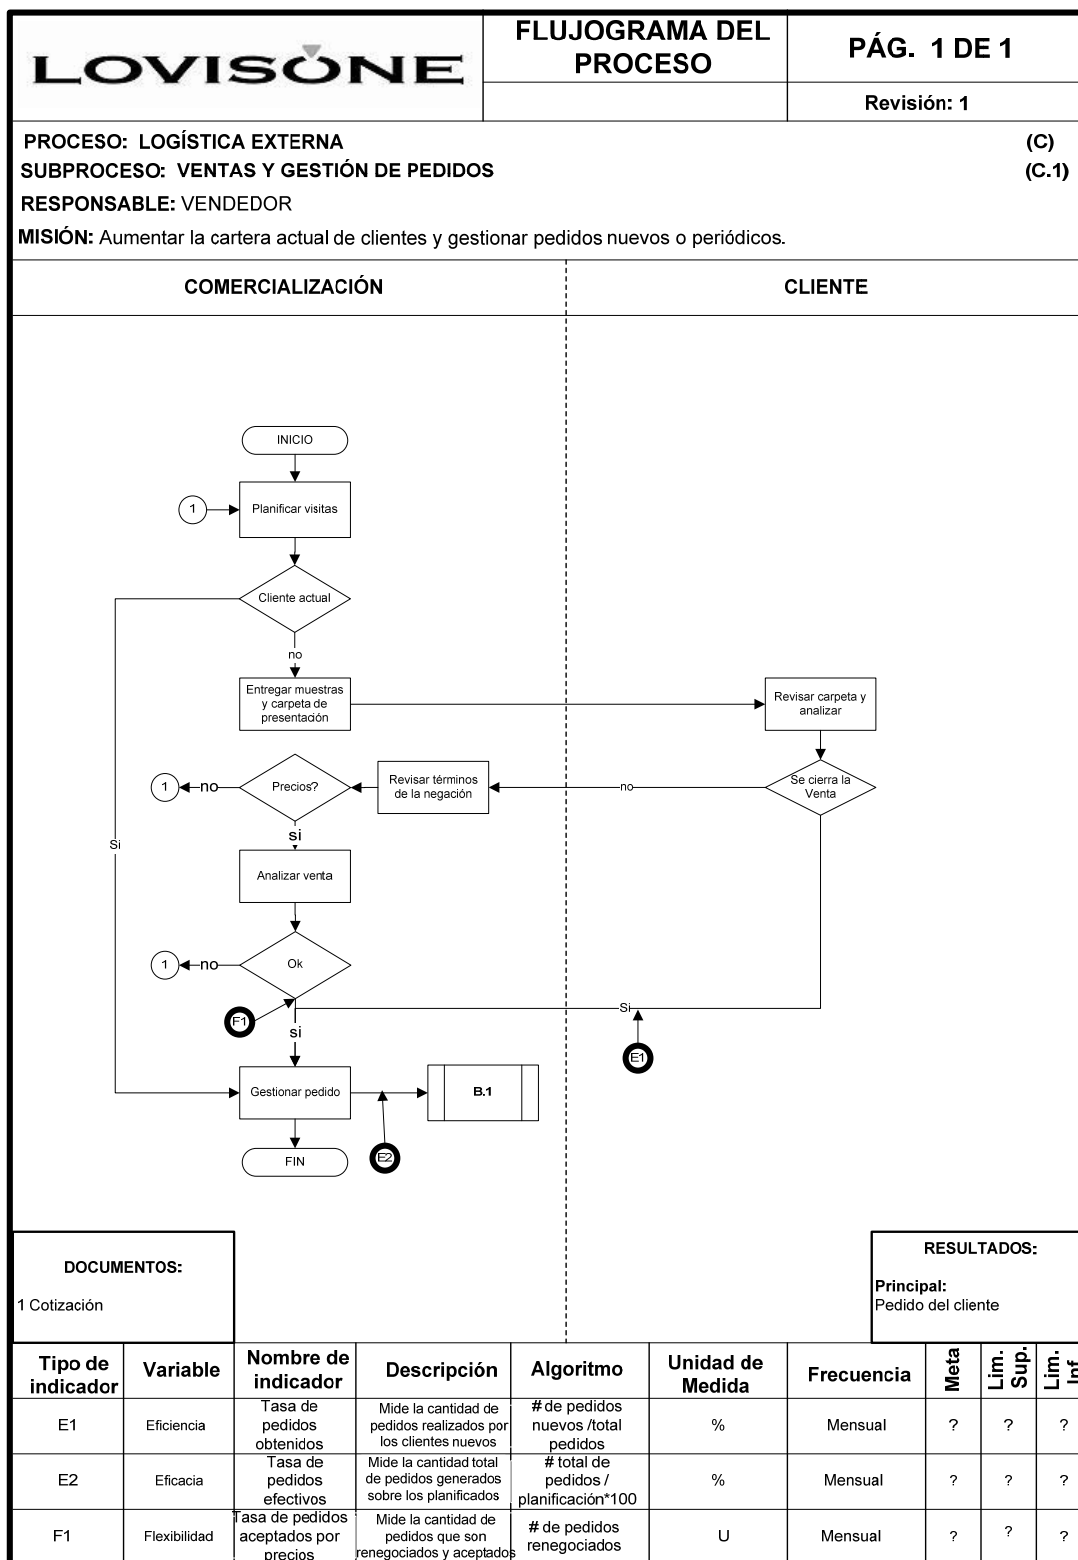 LOVISONE
FLUJOGRAMA DEL
PROCESO
PÁG. 1 DE 1
Revisión: 1
PROCESO: LOGÍSTICA EXTERNA (C)
SUBPROCESO: VENTAS Y GESTIÓN DE PEDIDOS (C.1)
RESPONSABLE: VENDEDOR
MISIÓN: Aumentar la cartera actual de clientes y gestionar pedidos nuevos o periódicos.
COMERCIALIZACIÓN
CLIENTE
INICIO
1
Planificar visitas
Cliente actual
no
Entregar muestras
y carpeta de
presentación
Revisar carpeta y
analizar
Se cierra la
Venta
no
Revisar términos
de la negación
Precios?
no
1
si
Si
Analizar venta
Ok
no
1
F1
si
Si
E1
Gestionar pedido
B.1
E2
FIN
DOCUMENTOS:
1 Cotización
RESULTADOS:
Principal:
Pedido del cliente
Tipo de
indicador
Variable
Nombre de
indicador
Descripción
Algoritmo
Unidad de
Medida
Frecuencia
Meta
Lim.
Sup.
Lim.
Inf
E1
Eficiencia
Tasa de
pedidos
obtenidos
Mide la cantidad de
pedidos realizados por
los clientes nuevos
# de pedidos
nuevos /total
pedidos
%
Mensual
?
?
?
E2
Eficacia
Tasa de
pedidos
efectivos
Mide la cantidad total
de pedidos generados
sobre los planificados
# total de
pedidos /
planificación*100
%
Mensual
?
?
?
F1
Flexibilidad
Tasa de pedidos
aceptados por
precios
Mide la cantidad de
pedidos que son
renegociados y aceptados
# de pedidos
renegociados
U
Mensual
?
?
?